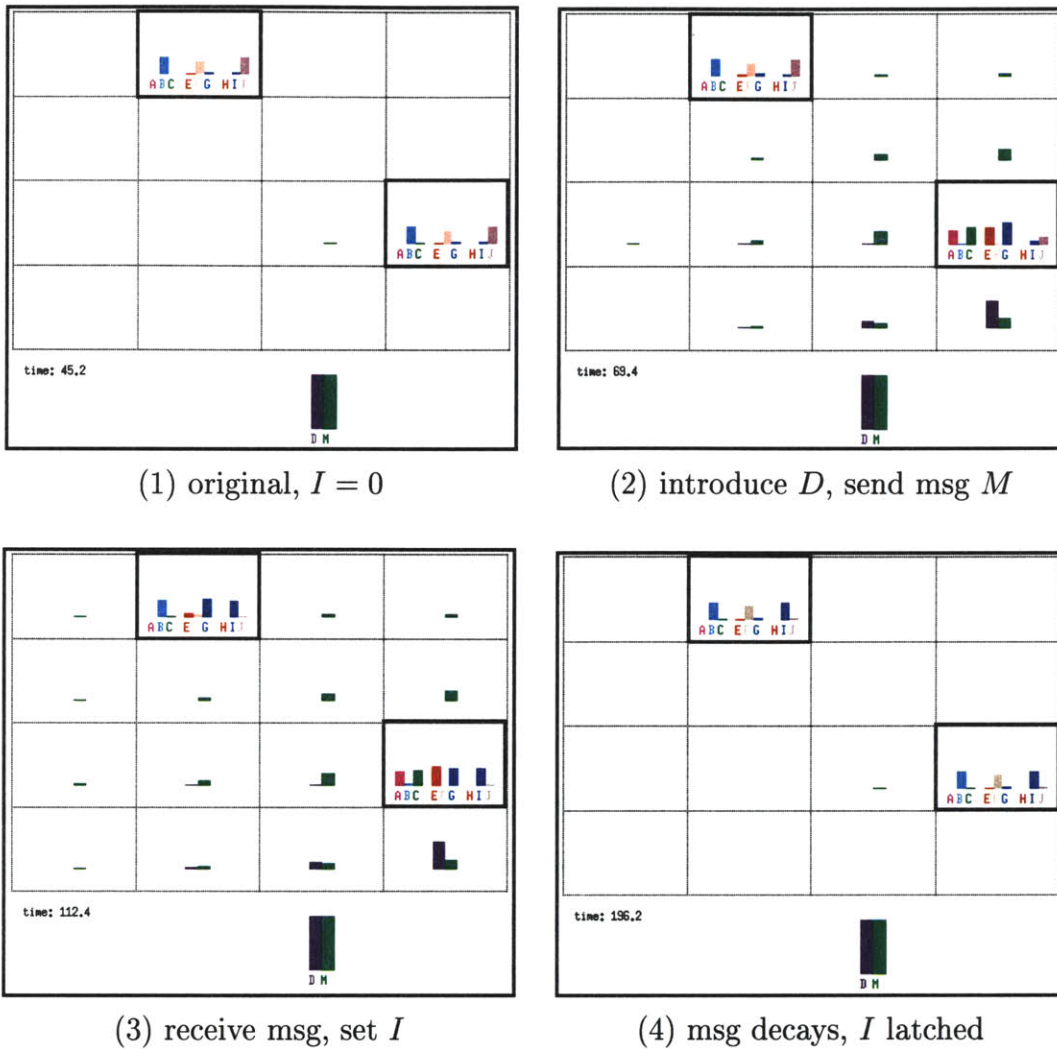 ABC E G HI J
ABC E G HI J
time: 45.2
D M
(1) original, I = 0
ABC E G HI J
ABC E G HI J
time: 69.4
D M
(2) introduce D, send msg M
ABC E G HI J
ABC E G HI J
time: 112.4
D M
(3) receive msg, set I
ABC E G HI J
ABC E G HI J
time: 196.2
D M
(4) msg decays, I latched